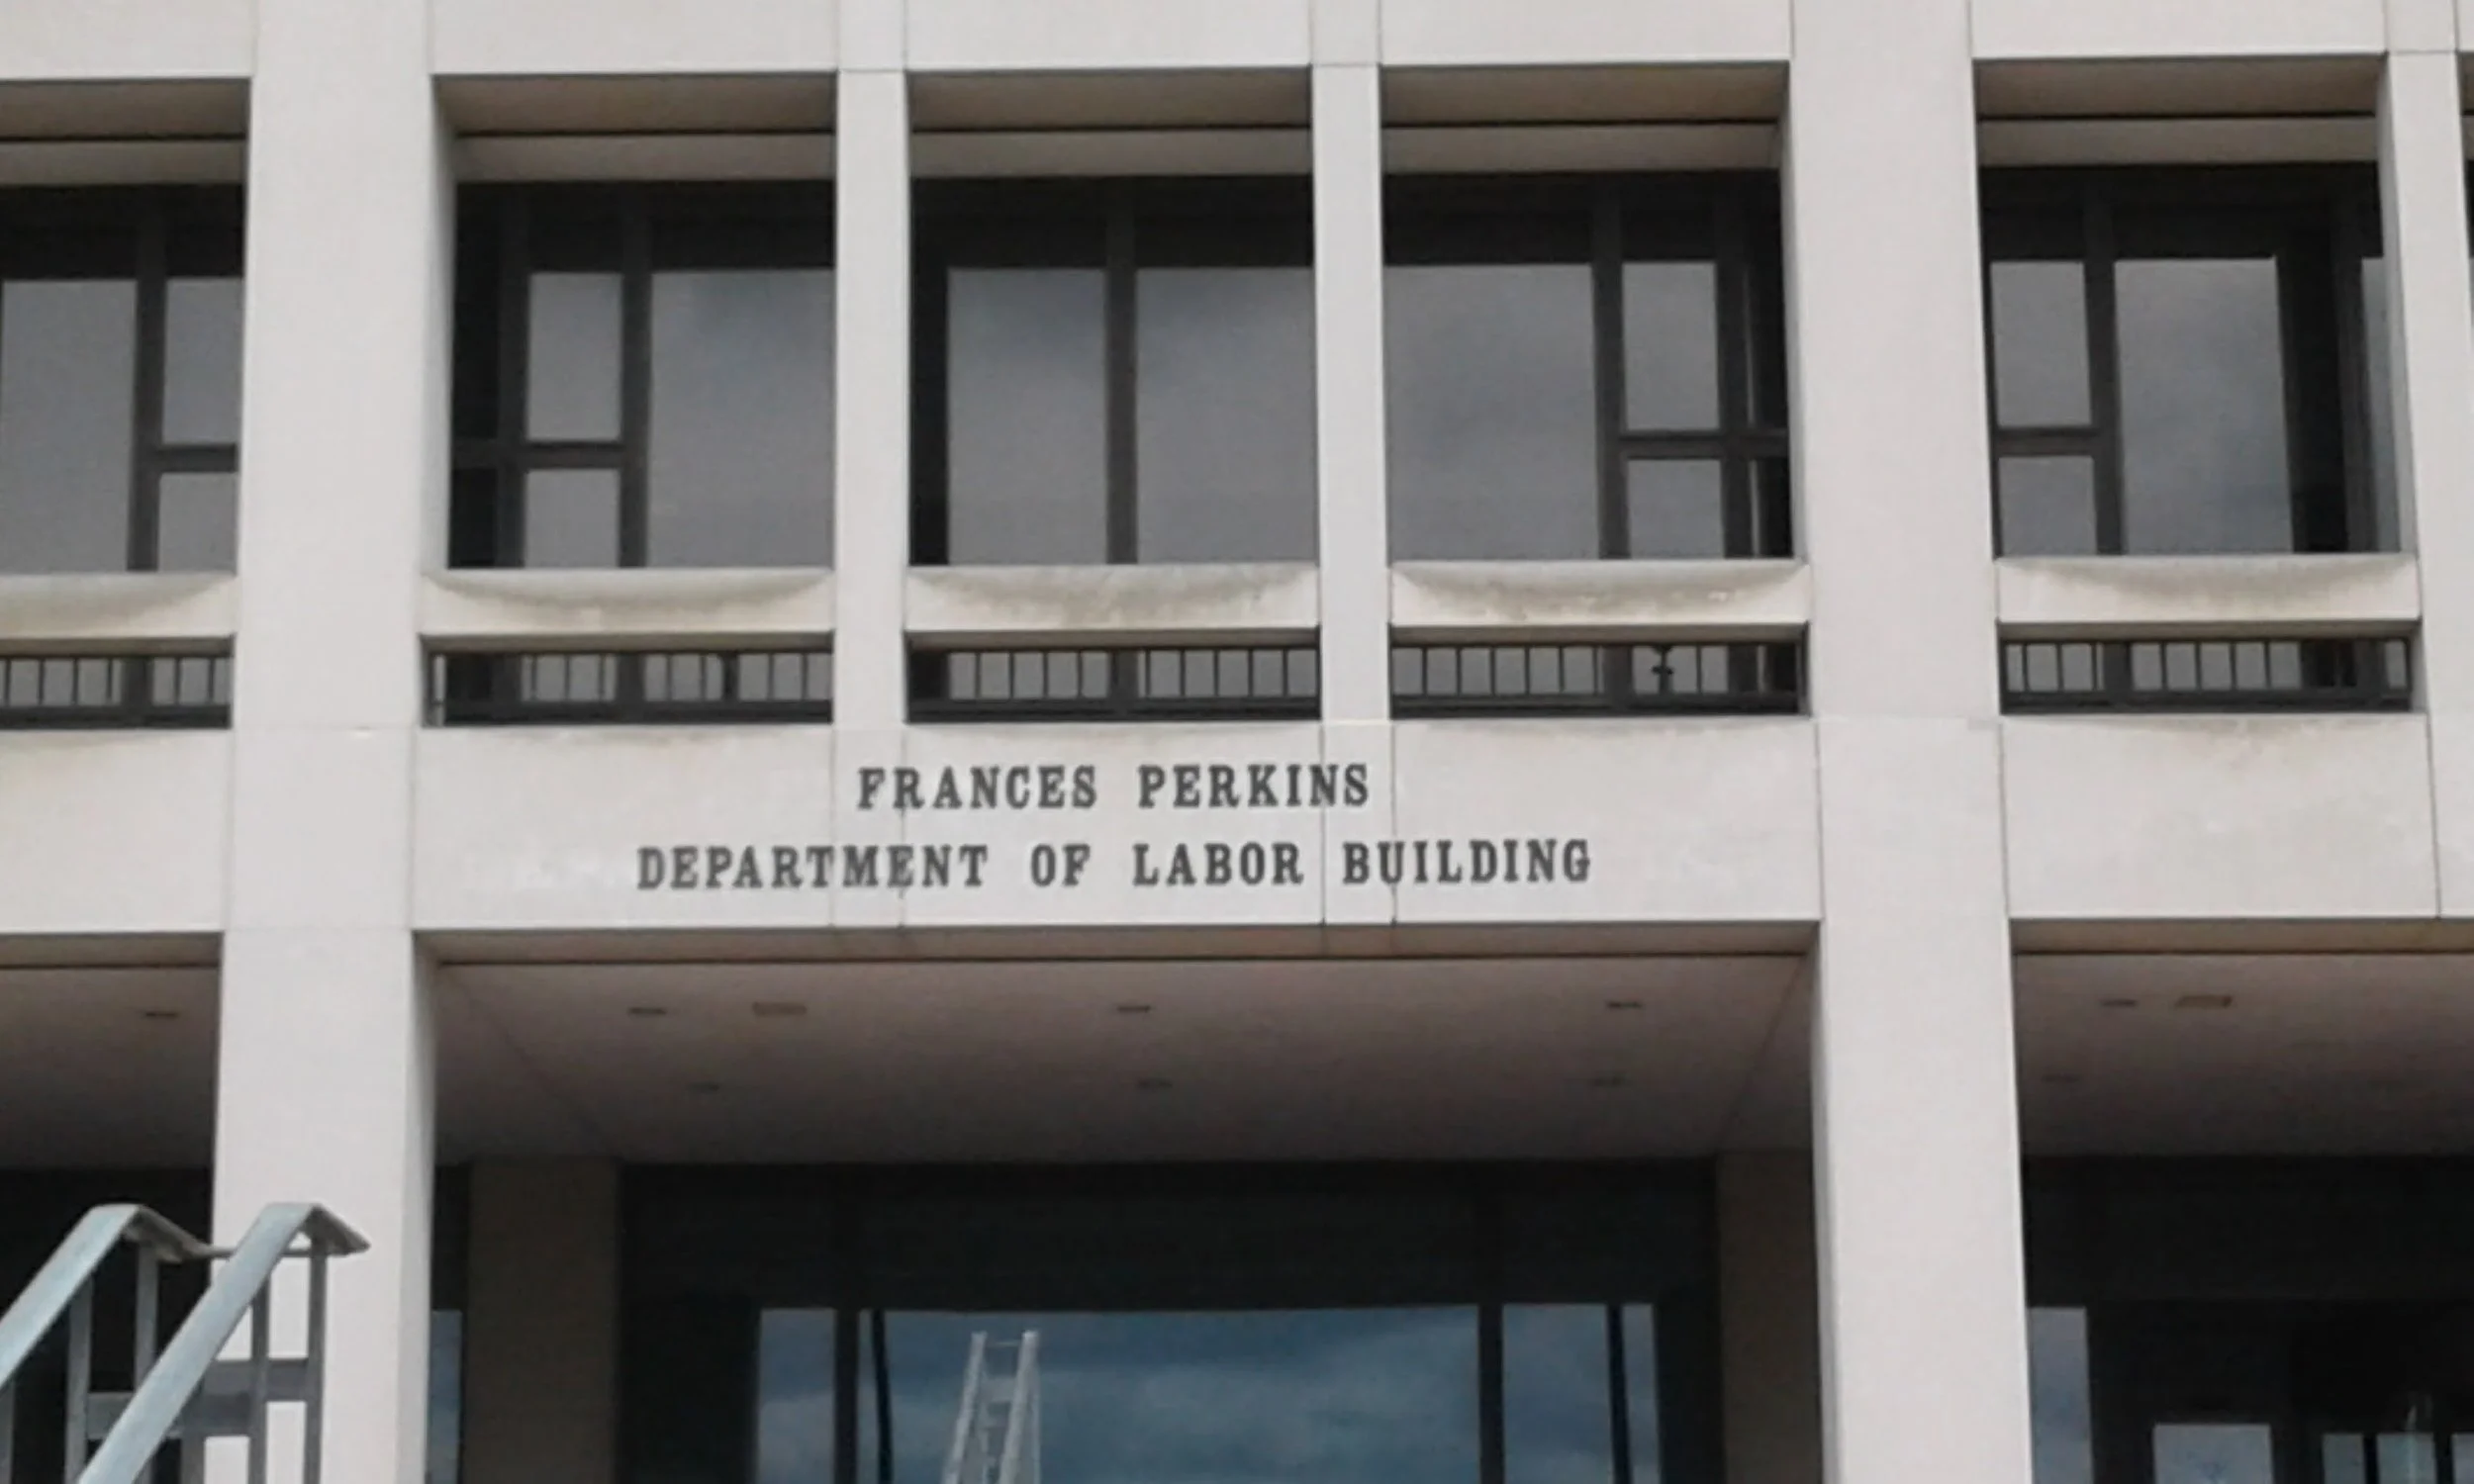 FRANCES PERKINS
DEPARTMENT OF LABOR BUILDING